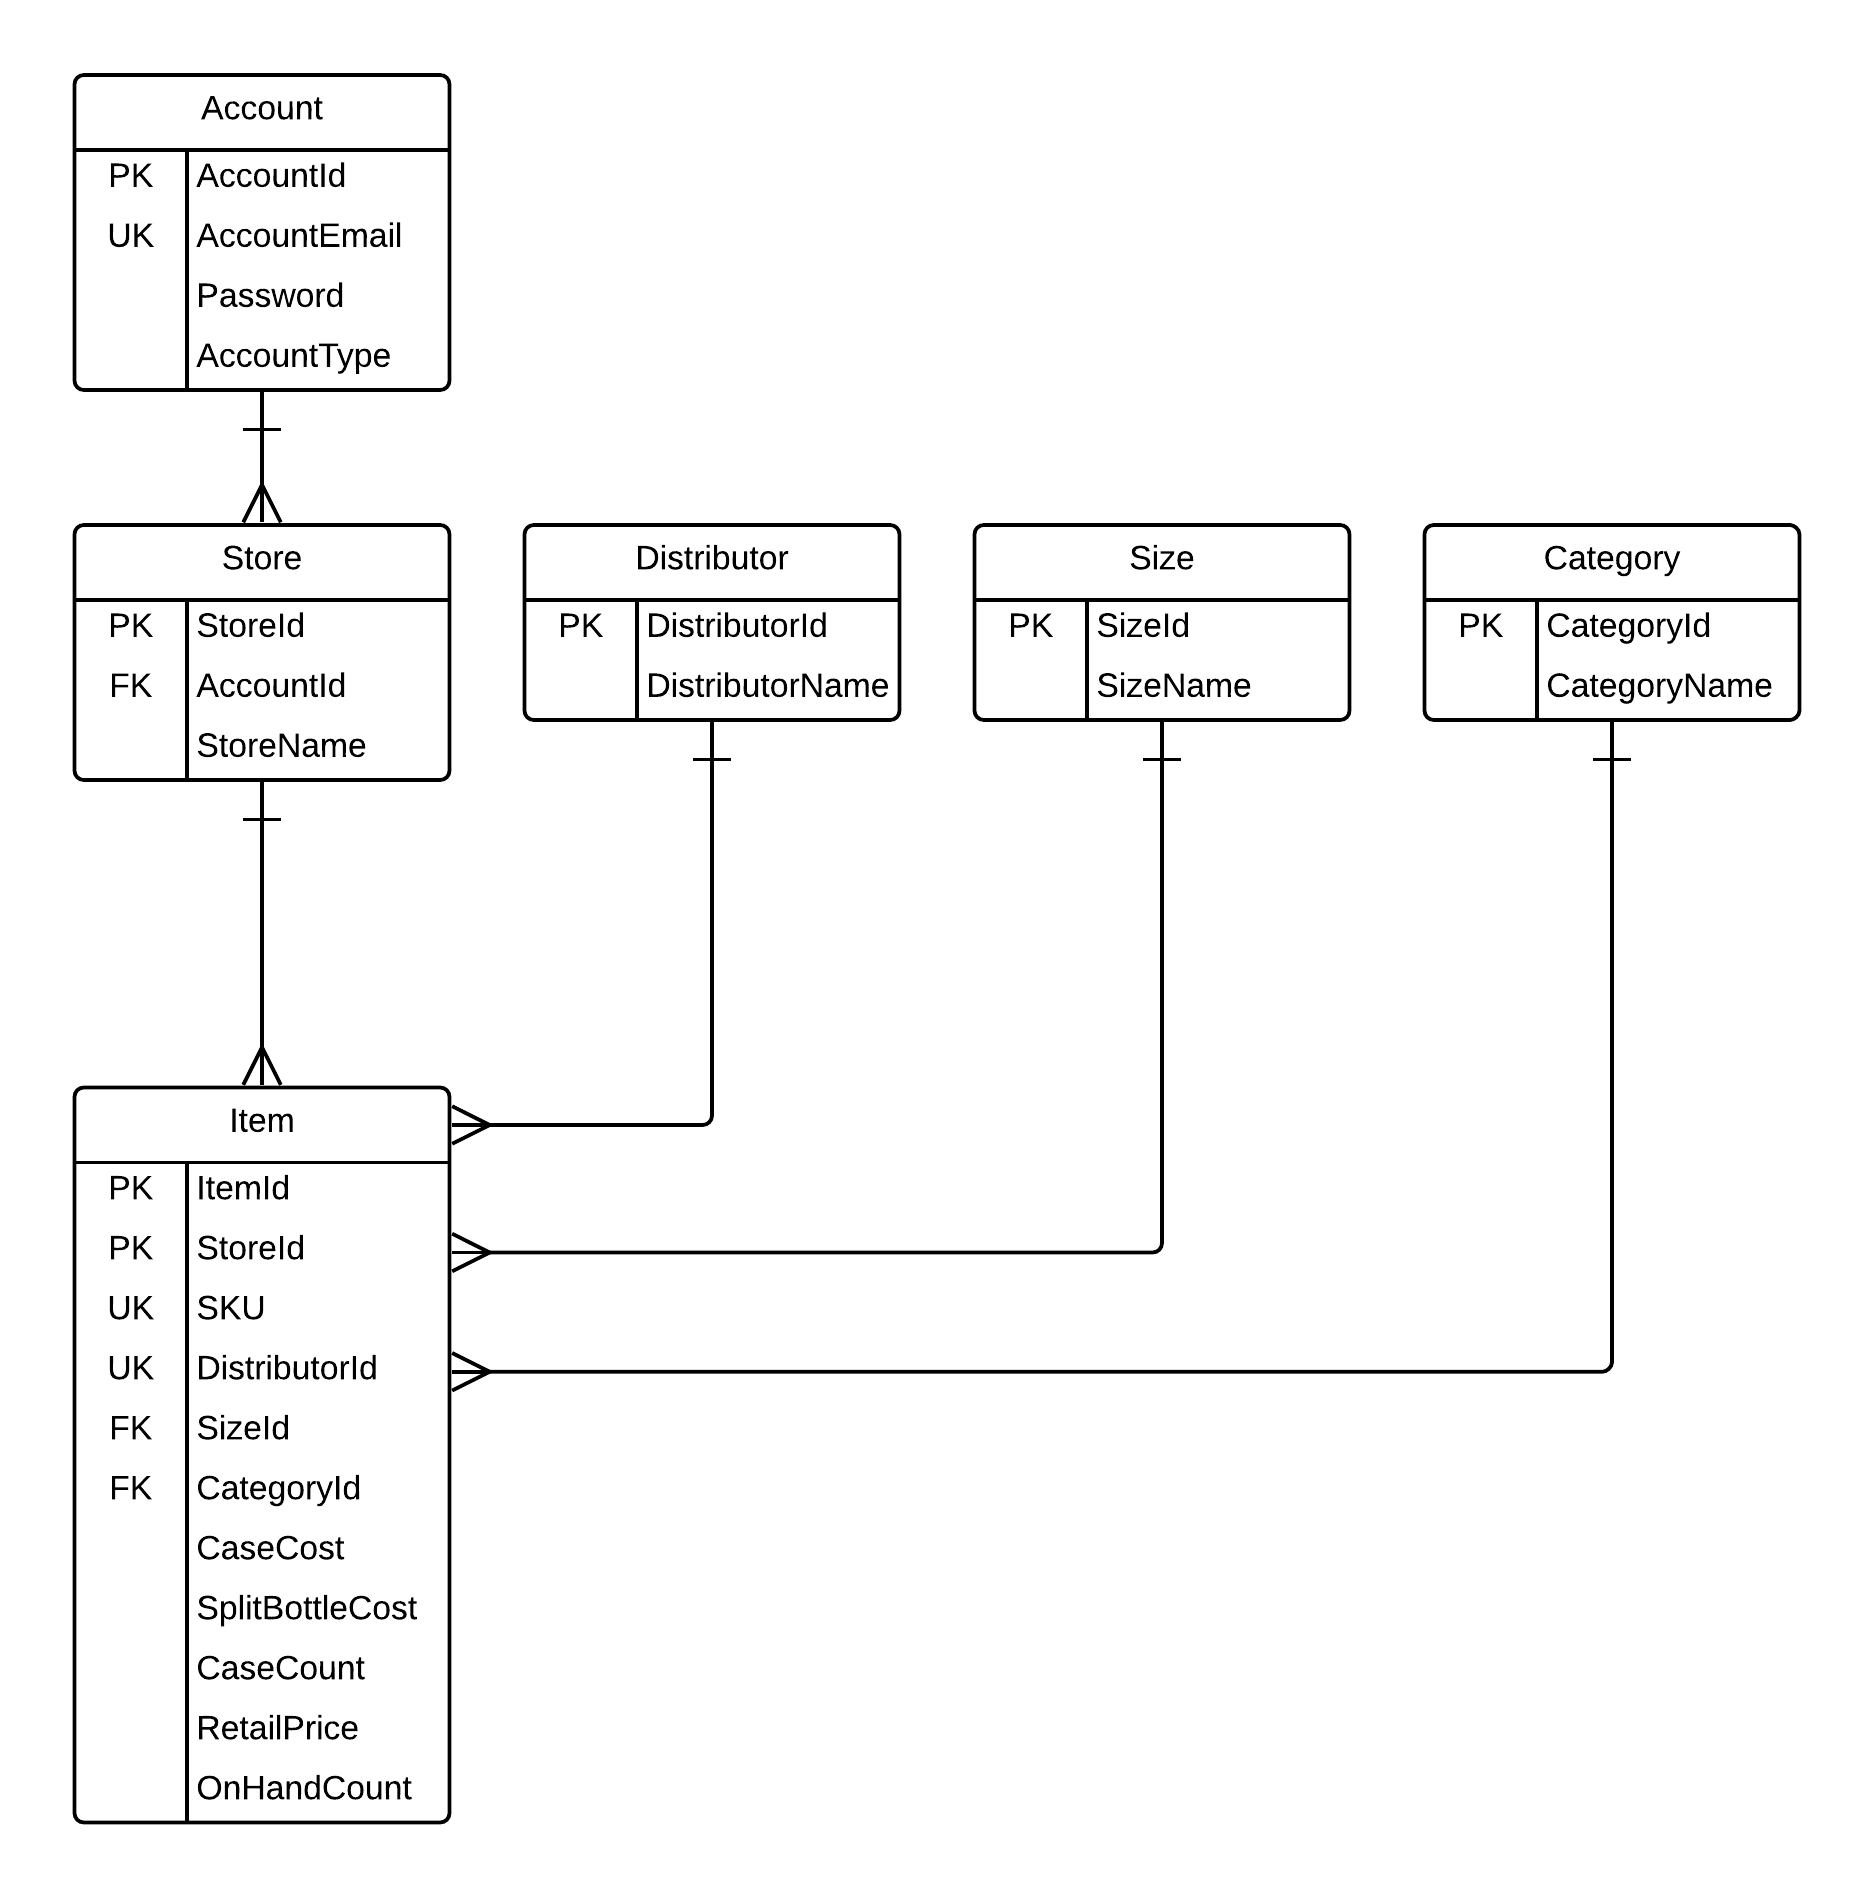 Account
PK AccountId
UK AccountEmail
Password
AccountType
Store
PK StoreId
FK AccountId
StoreName
Distributor
PK DistributorId
DistributorName
Size
PK SizeId
SizeName
Category
PK CategoryId
CategoryName
Item
PK ItemId
PK StoreId
UK SKU
UK DistributorId
FK SizeId
FK CategoryId
CaseCost
SplitBottleCost
CaseCount
RetailPrice
OnHandCount